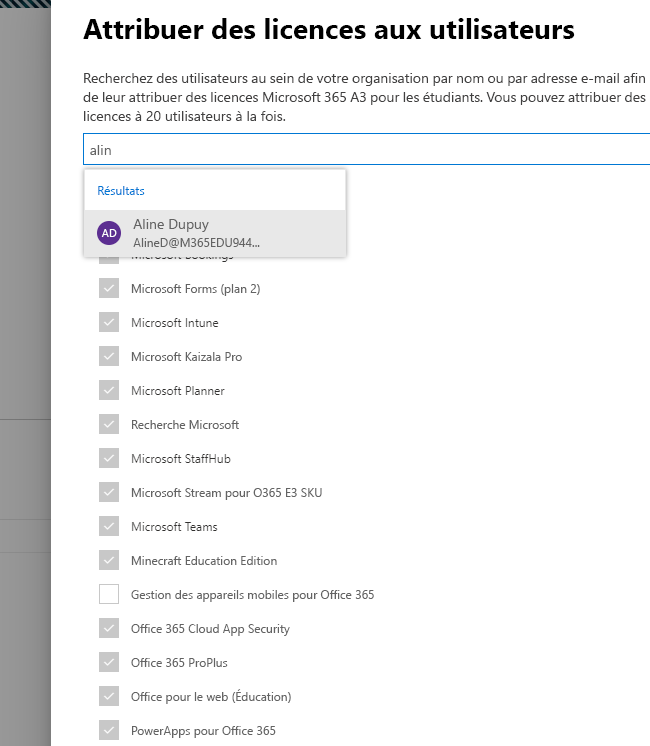 Attribuer des licences aux utilisateurs
Recherchez des utilisateurs au sein de votre organisation par nom ou par adresse e-mail afin
de leur attribuer des licences Microsoft 365 A3 pour les étudiants. Vous pouvez attribuer des
licences à 20 utilisateurs à la fois.
alin
Résultats
AD
Aline Dupuy
AlineD@M365EDU944...
Microsoft Bookings
Microsoft Forms (plan 2)
Microsoft Intune
Microsoft Kaizala Pro
Microsoft Planner
Recherche Microsoft
Microsoft StaffHub
Microsoft Stream pour O365 E3 SKU
Microsoft Teams
Minecraft Education Edition
Gestion des appareils mobiles pour Office 365
Office 365 Cloud App Security
Office 365 ProPlus
Office pour le web (Éducation)
PowerApps pour Office 365